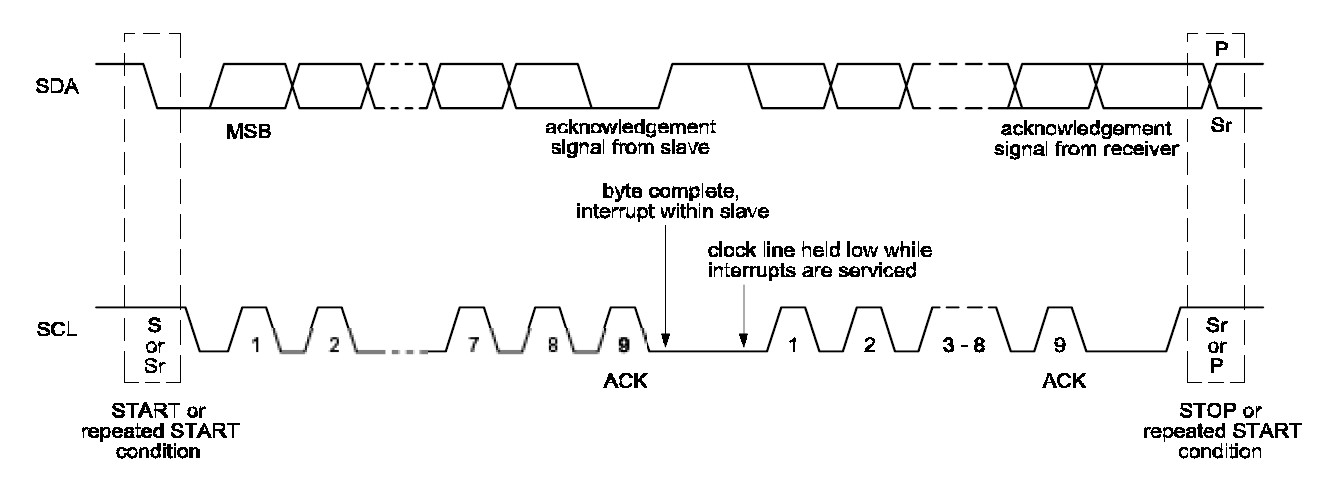 P
SDA
MSB
acknowledgement
signal from slave
acknowledgement
signal from receiver
Sr
byte complete,
interrupt within slave
clock line held low while
interrupts are serviced
SCL
S
or
Sr
1
2
7
8
9
1
2
3 - 8
9
Sr
or
P
ACK
ACK
START or
repeated START
condition
STOP or
repeated START
condition